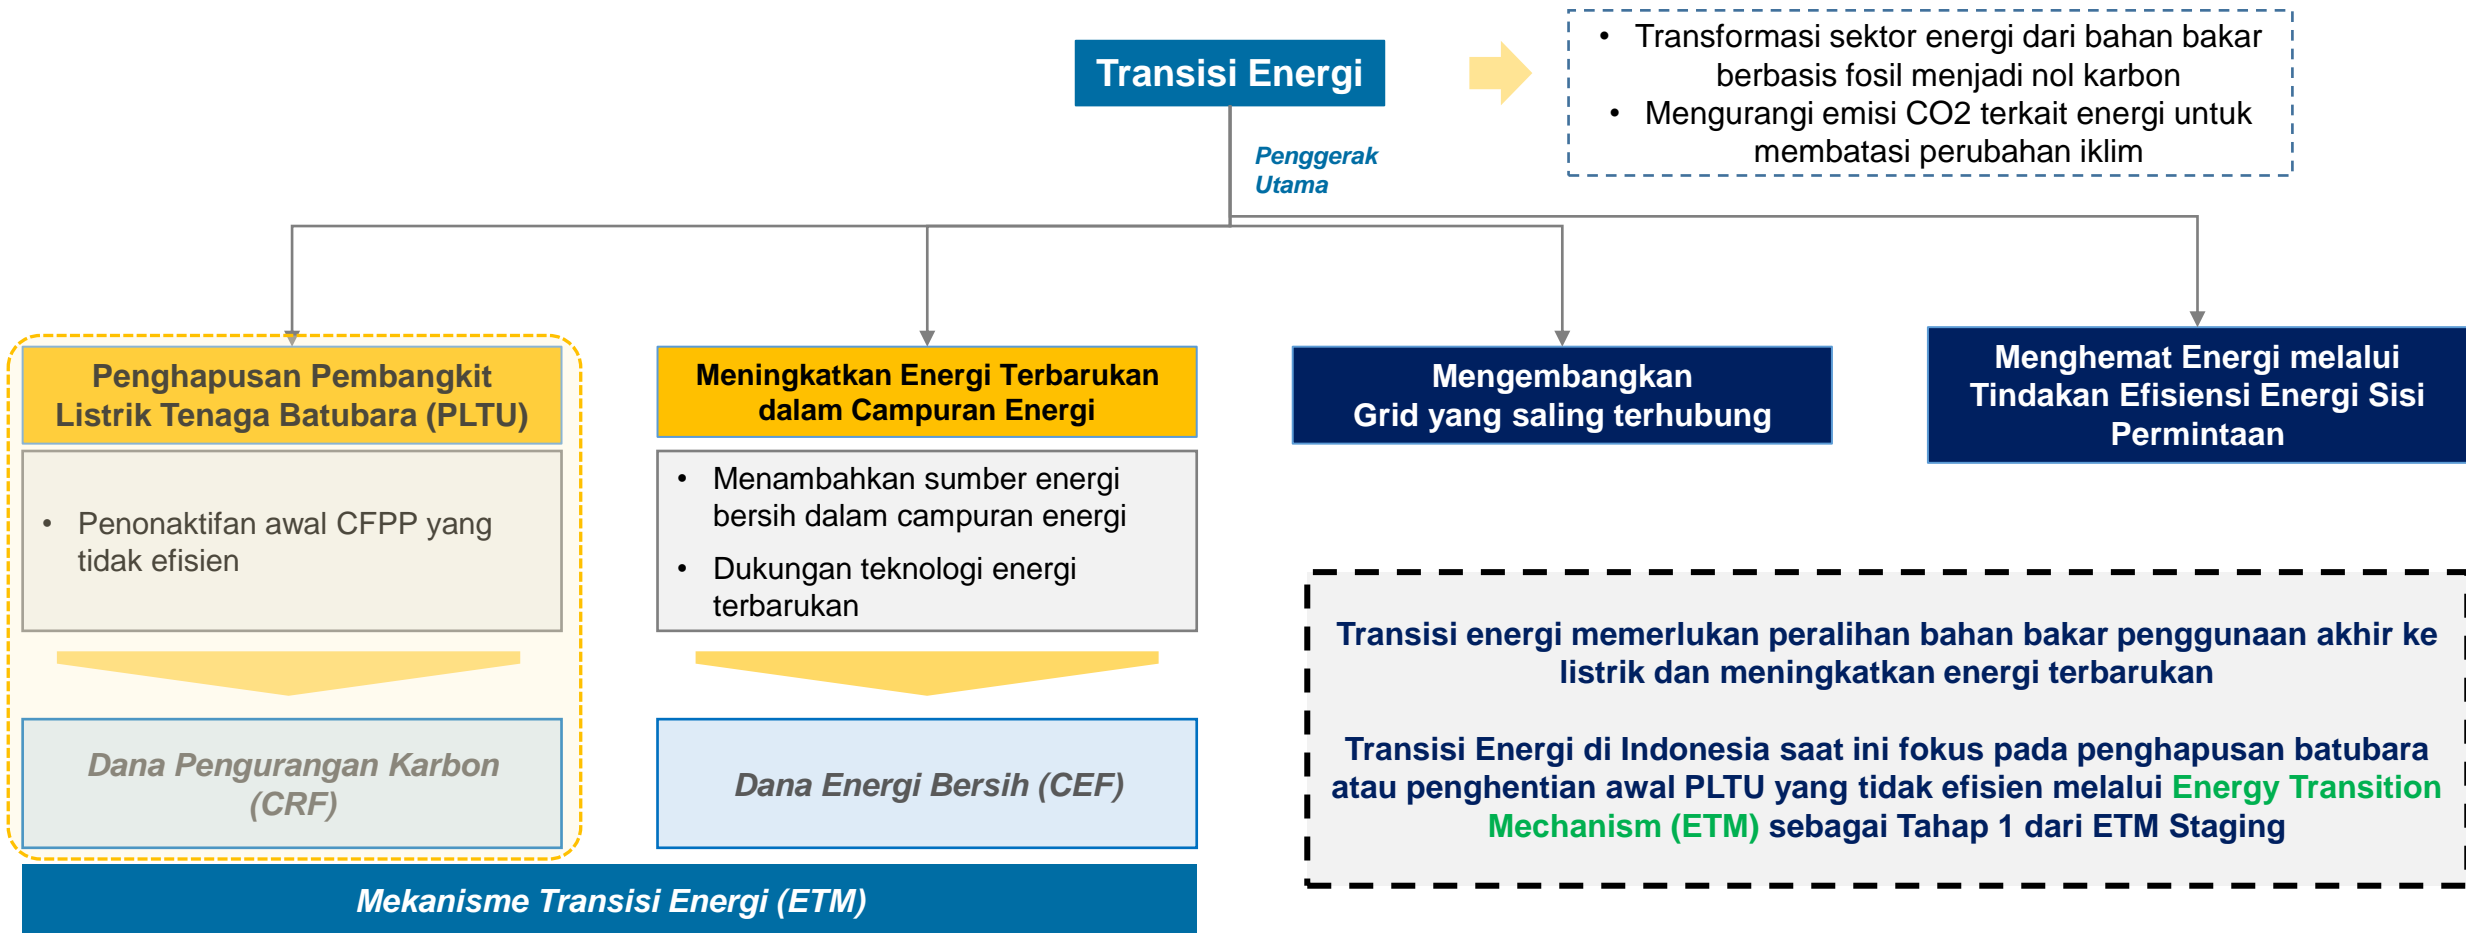 Transisi Energi
• Transformasi sektor energi dari bahan bakar
berbasis fosil menjadi nol karbon
• Mengurangi emisi CO2 terkait energi untuk
membatasi perubahan iklim
Penggerak
Utama
Penghapusan Pembangkit
Listrik Tenaga Batubara (PLTU)
• Penonaktifan awal CFPP yang
tidak efisien
Dana Pengurangan Karbon
(CRF)
Meningkatkan Energi Terbarukan
dalam Campuran Energi
• Menambahkan sumber energi
bersih dalam campuran energi
• Dukungan teknologi energi
terbarukan
Dana Energi Bersih (CEF)
Mekanisme Transisi Energi (ETM)
Mengembangkan
Grid yang saling terhubung
Menghemat Energi melalui
Tindakan Efisiensi Energi Sisi
Permintaan
Transisi energi memerlukan peralihan bahan bakar penggunaan akhir ke
listrik dan meningkatkan energi terbarukan
Transisi Energi di Indonesia saat ini fokus pada penghapusan batubara
atau penghentian awal PLTU yang tidak efisien melalui Energy Transition
Mechanism (ETM) sebagai Tahap 1 dari ETM Staging